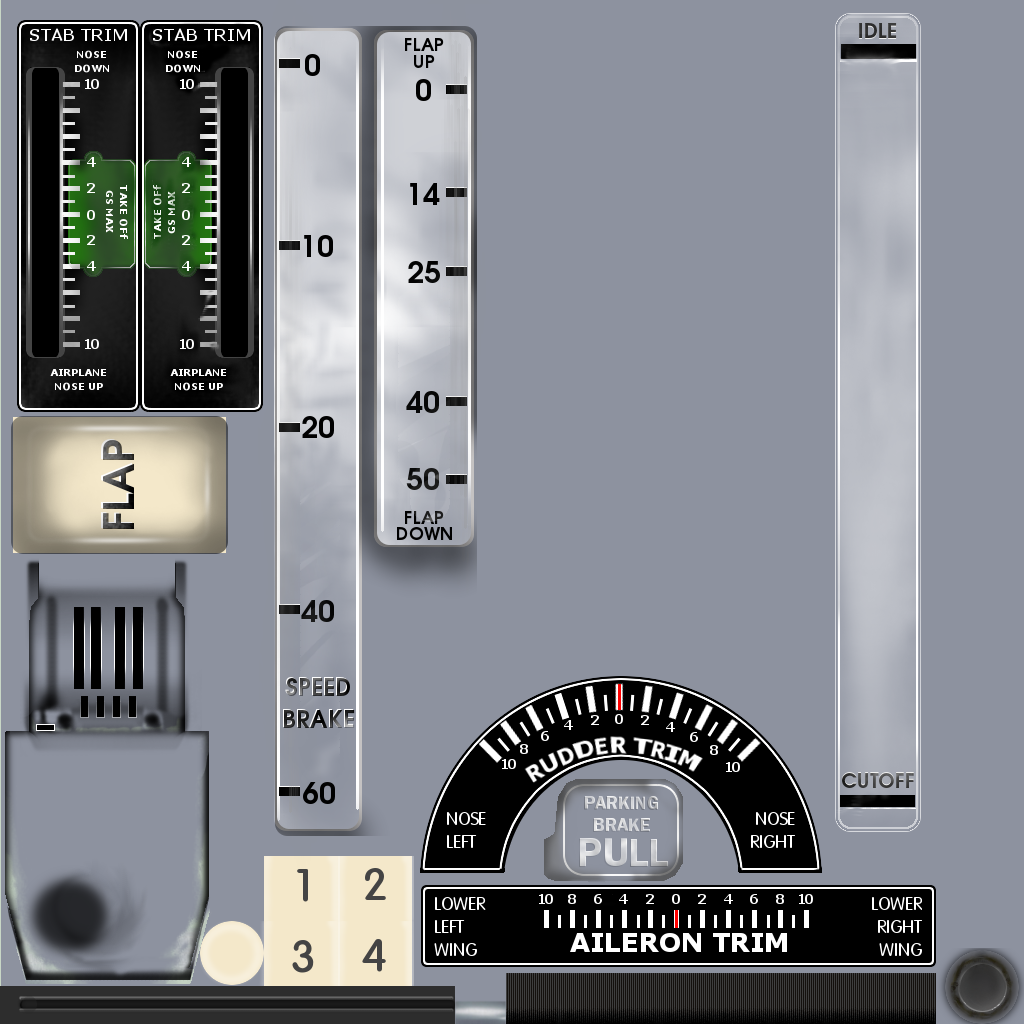 STAB TRIM
NOSE
DOWN
10
4
2
0
2
4
10
TAKE OFF
GS MAX
AIRPLANE
NOSE UP
STAB TRIM
NOSE
DOWN
10
4
2
0
2
4
10
TAKE OFF
GS MAX
AIRPLANE
NOSE UP
0
10
20
40
SPEED
BRAKE
60
FLAP
UP
0
14
25
40
50
FLAP
DOWN
IDLE
CUTOFF
FLAP
10 8 6 4 2 0 2 4 6 8 10
RUDDER TRIM
NOSE
LEFT
NOSE
RIGHT
PARKING
BRAKE
PULL
1 2
3 4
LOWER
LEFT
WING
10 8 6 4 2 0 2 4 6 8 10
AILERON TRIM
LOWER
RIGHT
WING